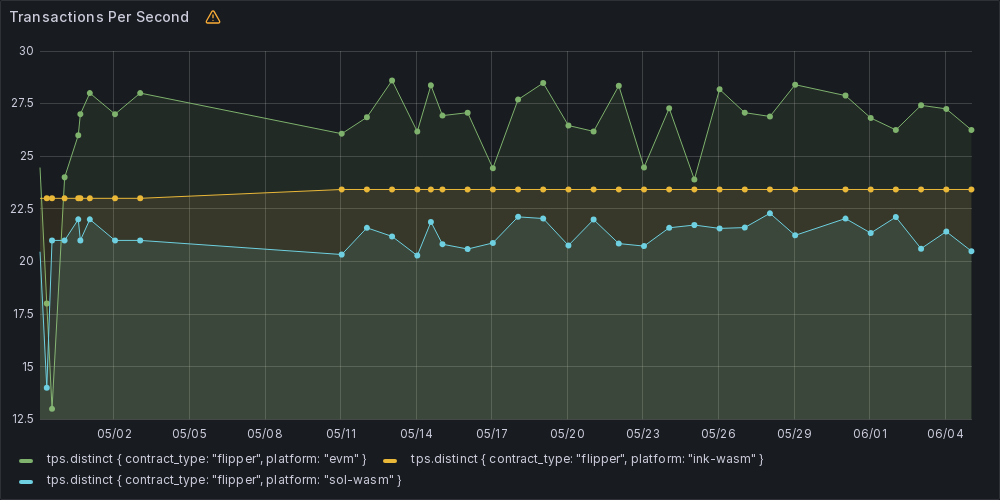 Transactions Per Second
30
27.5
25
22.5
20
17.5
15
12.5
05/02 05/05 05/08 05/11 05/14 05/17 05/20 05/23 05/26 05/29 06/01 06/04
tps.distinct { contract_type: "flipper", platform: "evm" } tps.distinct { contract_type: "flipper", platform: "ink-wasm" }
tps.distinct { contract_type: "flipper", platform: "sol-wasm" }